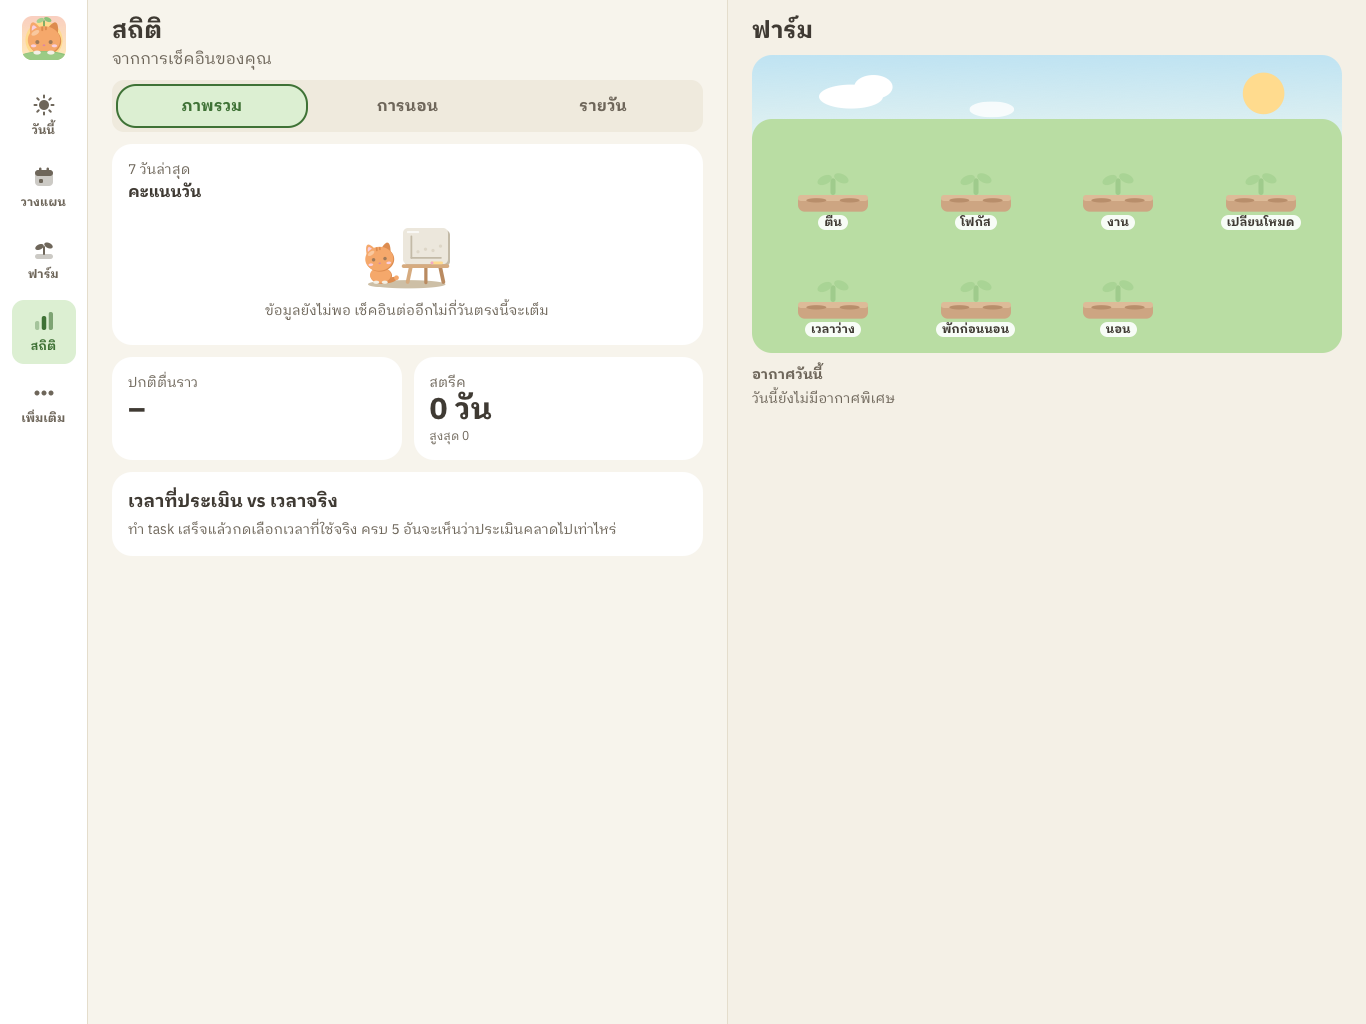 วันนี้
วางแผน
ฟาร์ม
สถิติ
เพิ่มเติม
สถิติ
จากการเช็คอินของคุณ
ภาพรวม
การนอน
รายวัน
7 วันล่าสุด
คะแนนวัน
ข้อมูลยังไม่พอ เช็คอินต่ออีกไม่กี่วันตรงนี้จะเต็ม
ปกติตื่นราว
–
สตรีค
0 วัน
สูงสุด 0
เวลาที่ประเมิน vs เวลาจริง
ทำ task เสร็จแล้วกดเลือกเวลาที่ใช้จริง ครบ 5 อันจะเห็นว่าประเมินคลาดไปเท่าไหร่
ฟาร์ม
ตื่น
โฟกัส
งาน
เปลี่ยนโหมด
เวลาว่าง
พักก่อนนอน
นอน
อากาศวันนี้
วันนี้ยังไม่มีอากาศพิเศษ